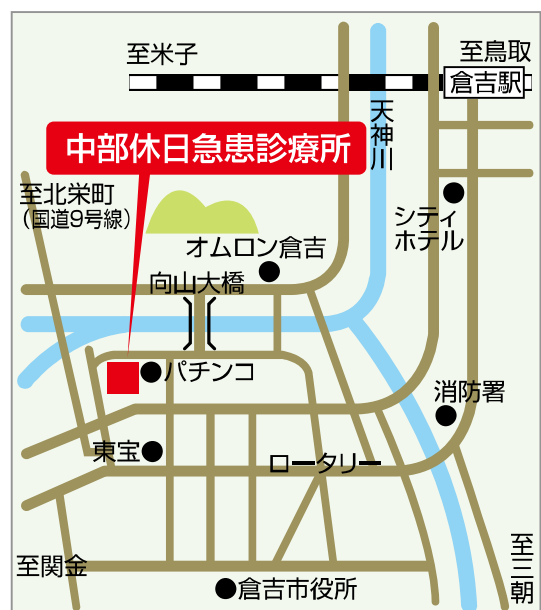 至米子
至鳥取
倉吉駅
天神川
中部休日急患診療所
至北栄町
（国道9号線）
シティ
ホテル
オムロン倉吉
向山大橋
パチンコ
消防署
東宝
ロータリー
至関金
至三朝
倉吉市役所